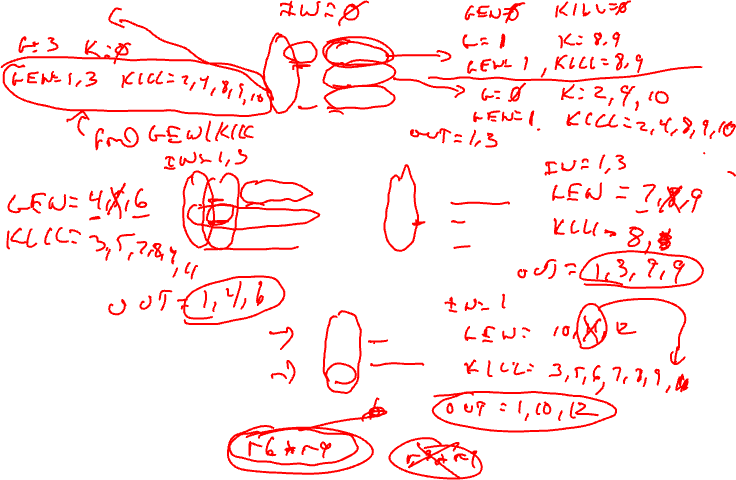 IN=Ø
GEN=Ø KILL=Ø
G=1 K=8,9
GEN=1, KILL=8,9
G=3 K=Ø
GEN=1,3 KILL=2,4,8,9,10
G=Ø K:2,4,10
GEN=1. KILL=2,4,8,9,10
OUT=1,3
GEN/KILL
IN=1,3
IN=1,3
GEN=4,6
KILL=3,5,7,8,9,4
GEN=7,8,9
KILL=8,
OUT=1,3,7,9
OUT=1,4,6
IN=1
GEN=10,11,12
KILL=3,5,6,7,8,9,
OUT=1,10,12
r6*r9